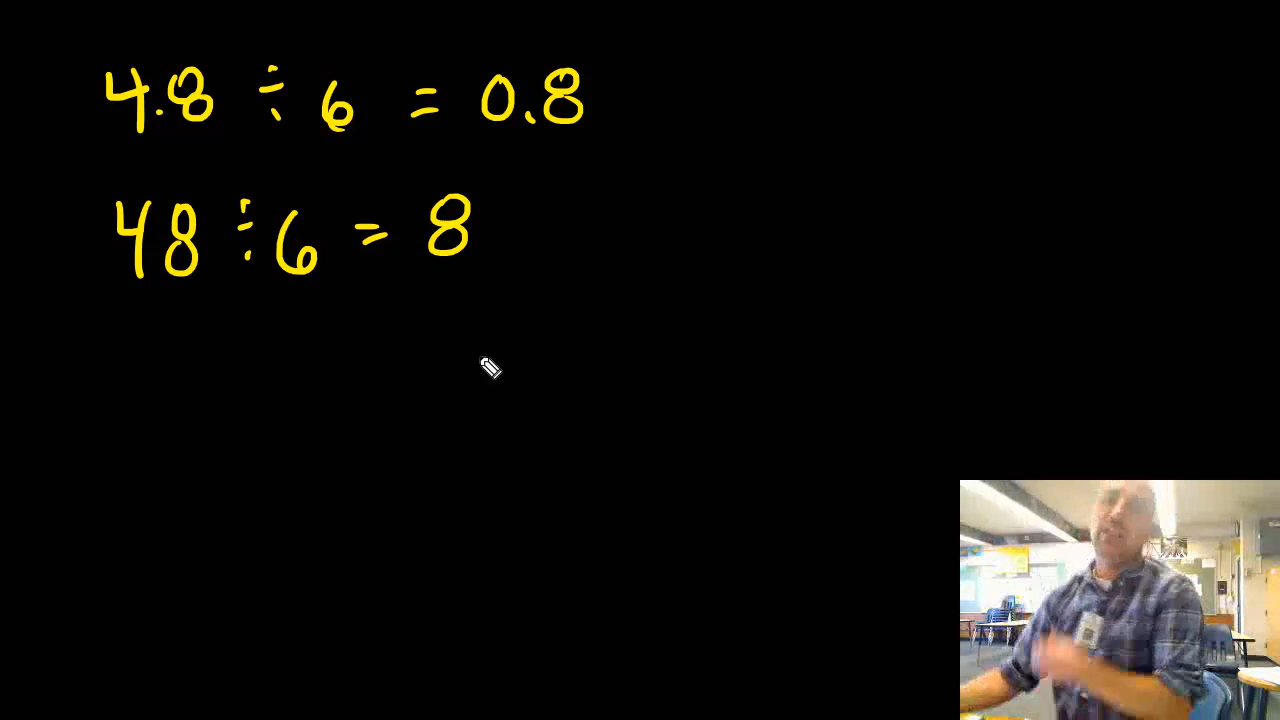 4.8 ÷ 6 = 0.8
48 ÷ 6 = 8